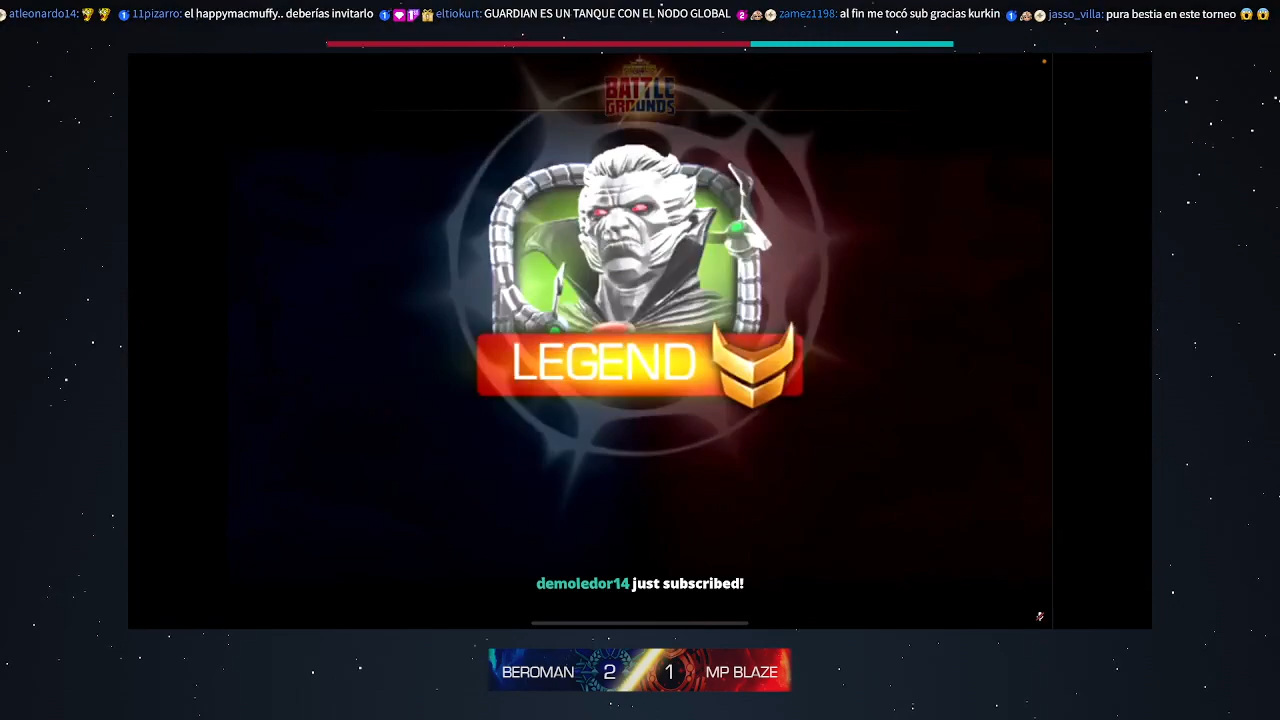 atleonardo14:
11pizarro: el happymacmuffy.. deberías invitarlo
eltiokurt: GUARDIAN ES UN TANQUE CON EL NODO GLOBAL
zamez1198: al fin me tocó sub gracias kurkin
jasso_villa: pura bestia en este torneo
BATTLE
GROUNDS
LEGEND
demoledor14 just subscribed!
BEROMAN 2 1 MP BLAZE